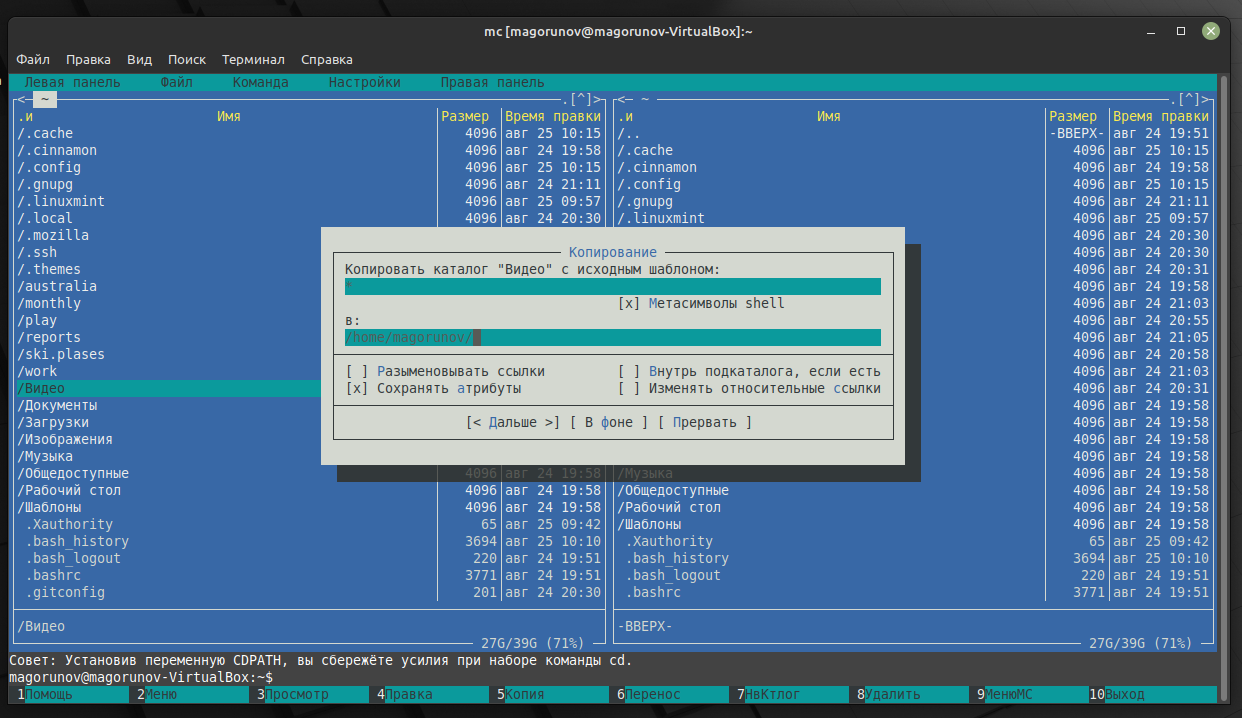 mc [magorunov@magorunov-VirtualBox]:~
Файл Правка Вид Поиск Терминал Справка
Левая панель Файл Команда Настройки Правая панель
<─ ~ .[^]> <─ ~ .[^]>
.и Имя Размер Время правки .и Имя Размер Время правки
/.cache 4096 авг 25 10:15 /.. -ВВЕРХ- авг 24 19:51
/.cinnamon 4096 авг 24 19:58 /.cache 4096 авг 25 10:15
/.config 4096 авг 25 10:15 /.cinnamon 4096 авг 24 19:58
/.gnupg 4096 авг 24 21:11 /.config 4096 авг 25 10:15
/.linuxmint 4096 авг 25 09:57 /.gnupg 4096 авг 24 21:11
/.local 4096 авг 24 20:30 /.linuxmint 4096 авг 25 09:57
/.mozilla 4096 авг 24 20:30
/.ssh Копирование 4096 авг 24 20:30
/.themes Копировать каталог "Видео" с исходным шаблоном: 4096 авг 24 20:31
/australia * 4096 авг 24 19:58
/monthly [x] Метасимволы shell 4096 авг 24 21:03
/play в: 4096 авг 24 20:55
/reports /home/magorunov/ 4096 авг 24 21:05
/ski.plases 4096 авг 24 20:58
/work [ ] Разыменовывать ссылки [ ] Внутрь подкаталога, если есть 4096 авг 24 21:03
/Видео [x] Сохранять атрибуты [ ] Изменять относительные ссылки 4096 авг 24 20:31
/Документы 4096 авг 24 19:58
/Загрузки [< Дальше >] [ В фоне ] [ Прервать ] 4096 авг 24 19:58
/Изображения 4096 авг 24 19:58
/Музыка 4096 авг 24 19:58
/Общедоступные 4096 авг 24 19:58 /Музыка 4096 авг 24 19:58
/Рабочий стол 4096 авг 24 19:58 /Общедоступные 4096 авг 24 19:58
/Шаблоны 4096 авг 24 19:58 /Рабочий стол 4096 авг 24 19:58
.Xauthority 65 авг 25 09:42 /Шаблоны 4096 авг 24 19:58
.bash_history 3694 авг 25 10:10 .Xauthority 65 авг 25 09:42
.bash_logout 220 авг 24 19:51 .bash_history 3694 авг 25 10:10
.bashrc 3771 авг 24 19:51 .bash_logout 220 авг 24 19:51
.gitconfig 201 авг 24 20:30 .bashrc 3771 авг 24 19:51
/Видео -ВВЕРХ-
27G/39G (71%) 27G/39G (71%)
Совет: Установив переменную CDPATH, вы сбережёте усилия при наборе команды cd.
magorunov@magorunov-VirtualBox:~$
1Помощь 2Меню 3Просмотр 4Правка 5Копия 6Перенос 7НвКтлог 8Удалить 9МенюМС 10Выход